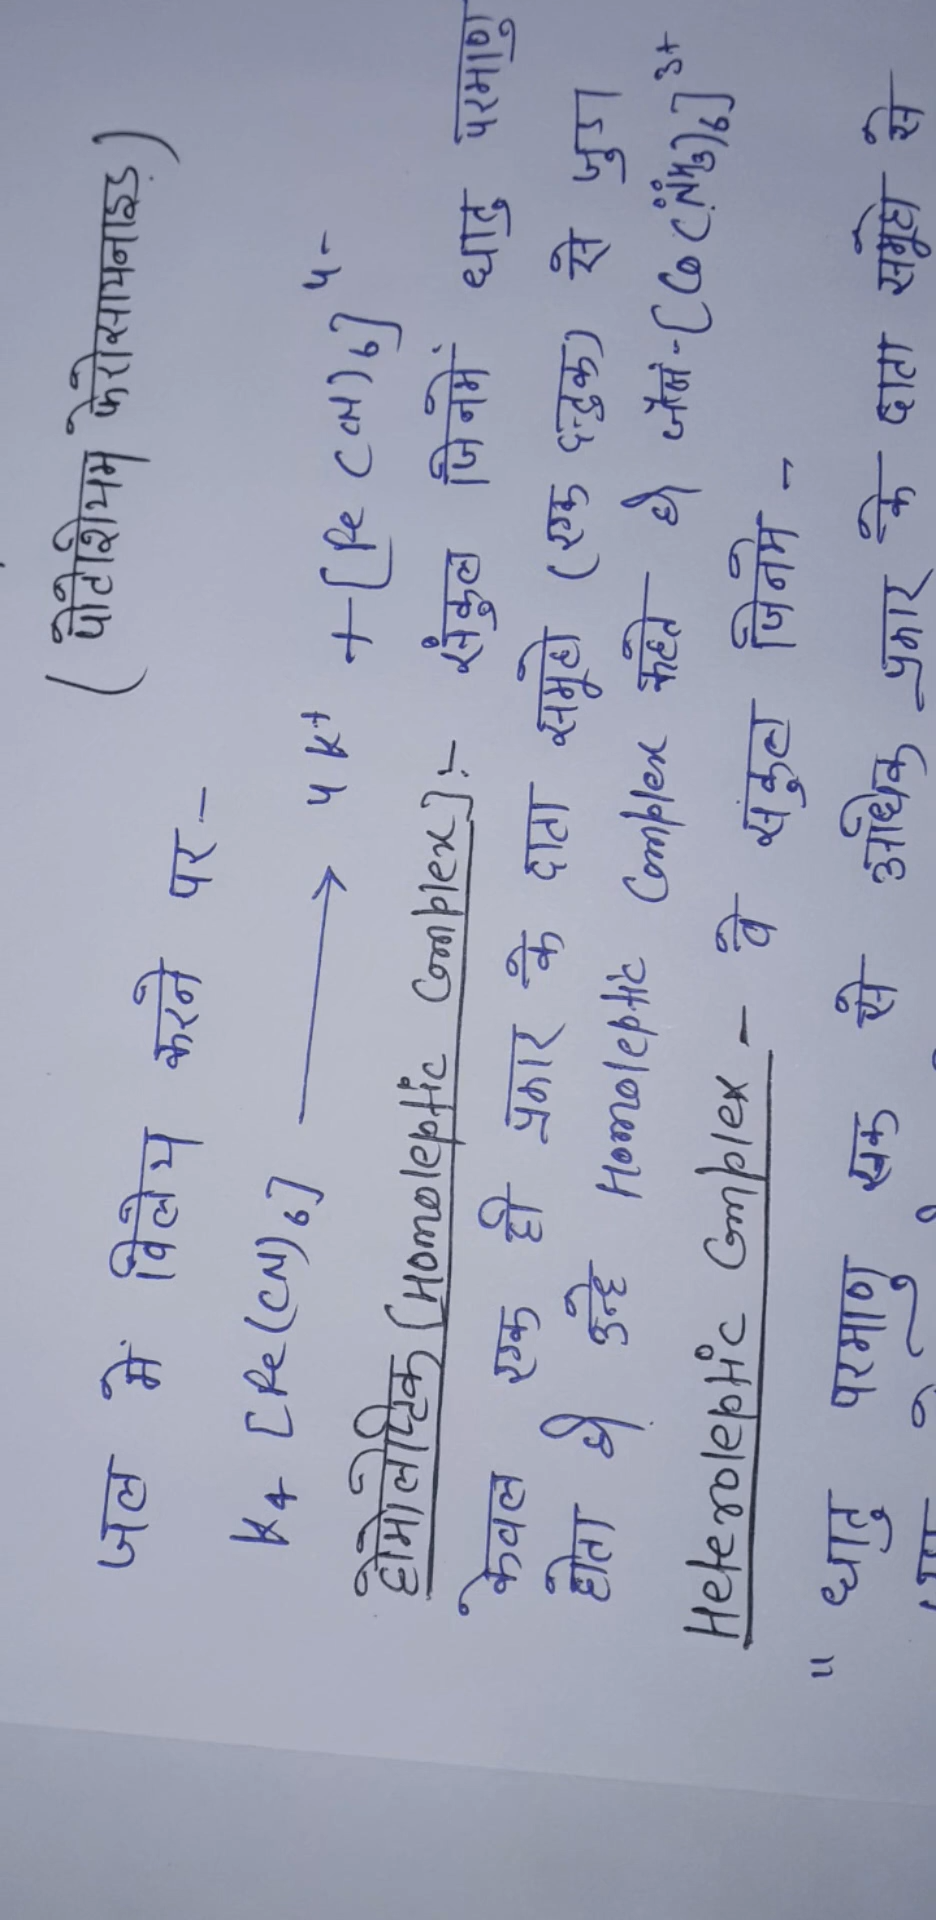 (पोटेशियम फेरोसायनाइड)
जल में विलेय करने पर -
K4 [Fe(CN)6] ⟶ 4K+ + [Fe(CN)6]4-
होमोलेप्टिक [Homoleptic Complex]:- संकुल जिनमें धातु परमाणु
केवल एक ही प्रकार के दाता समूह (एक दन्तुक) से जुडा
होता है उन्हे Homoleptic Complex कहते है जैसे-[Co(NH3)6]3+
Heteroleptic Complex - वे संकुल जिनमे -
" धातु परमाणु एक से अधिक प्रकार के दाता समूह से